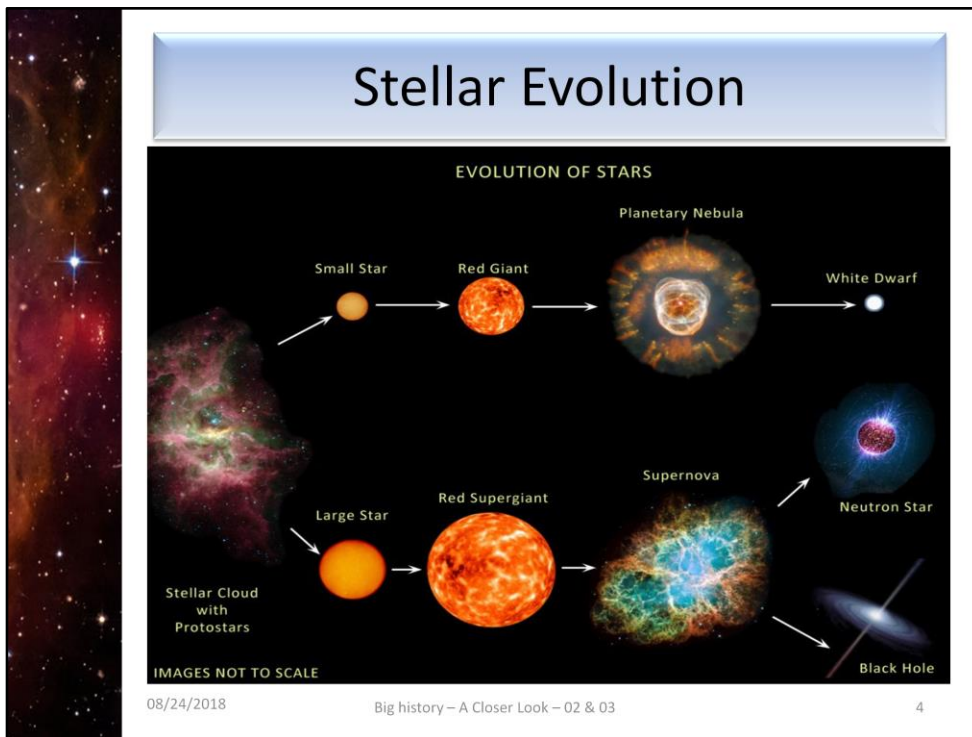 Stellar Evolution
EVOLUTION OF STARS
Planetary Nebula
Small Star
Red Giant
White Dwarf
Supernova
Red Supergiant
Large Star
Neutron Star
Stellar Cloud
with
Protostars
Black Hole
IMAGES NOT TO SCALE
08/24/2018
Big history – A Closer Look – 02 & 03
4